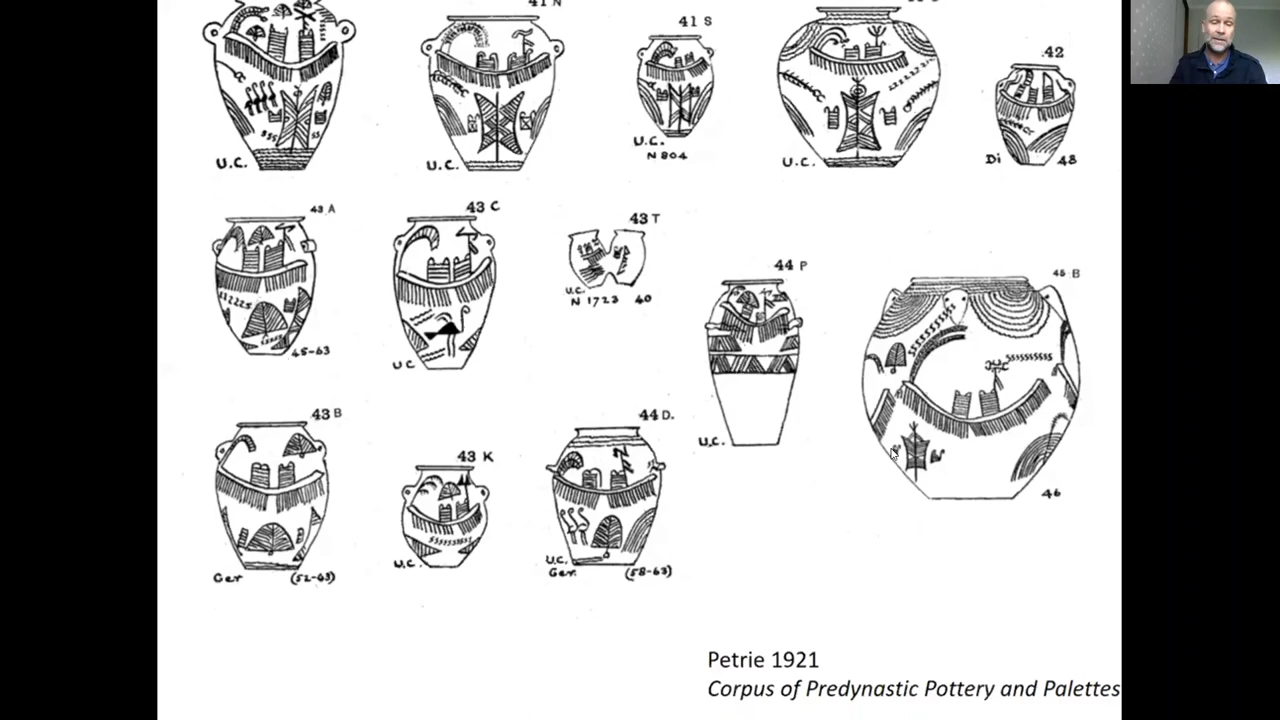 41 N
41 S
42
U.C.
U.C.
U.C.
N 804
U.C.
Di
48
43 A
43 C
43 T
45-63
U C
U.C.
N 1723
40
44 P
45 B
U.C.
46
43 B
43 K
44 D.
Ger
(52-63)
U.C.
U.C.
Ger.
(58-63)
Petrie 1921
Corpus of Predynastic Pottery and Palettes